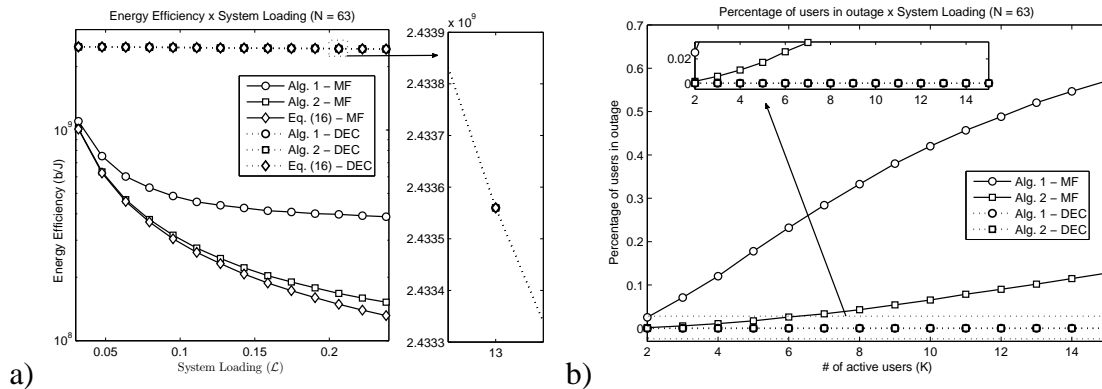 Energy Efficiency x System Loading (N = 63)
x 10^9
10^9
10^8
Energy Efficiency (b/J)
0.05
0.1
0.15
0.2
System Loading (ℒ)
Alg. 1 – MF
Alg. 2 – MF
Eq. (16) – MF
Alg. 1 – DEC
Alg. 2 – DEC
Eq. (16) – DEC
2.4339
2.4338
2.4337
2.4336
2.4335
2.4334
2.4333
2.4333
13
a)
Percentage of users in outage x System Loading (N = 63)
0.7
0.6
0.5
0.4
0.3
0.2
0.1
0
Percentage of users in outage
0.02
0
2
4
6
8
10
12
14
Alg. 1 – MF
Alg. 2 – MF
Alg. 1 – DEC
Alg. 2 – DEC
2
4
6
8
10
12
14
# of active users (K)
b)